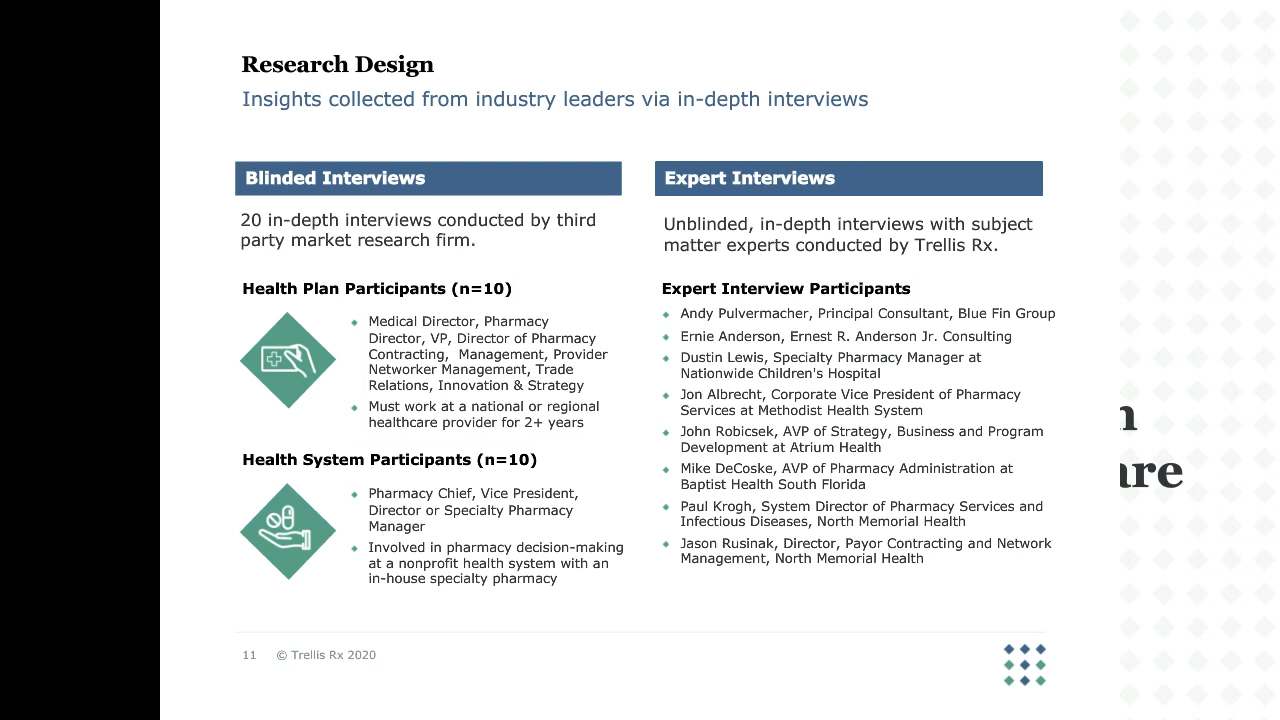 Research Design
Insights collected from industry leaders via in-depth interviews
Blinded Interviews
20 in-depth interviews conducted by third
party market research firm.
Health Plan Participants (n=10)
Medical Director, Pharmacy
Director, VP, Director of Pharmacy
Contracting, Management, Provider
Networker Management, Trade
Relations, Innovation & Strategy
Must work at a national or regional
healthcare provider for 2+ years
Health System Participants (n=10)
Pharmacy Chief, Vice President,
Director or Specialty Pharmacy
Manager
Involved in pharmacy decision-making
at a nonprofit health system with an
in-house specialty pharmacy
Expert Interviews
Unblinded, in-depth interviews with subject
matter experts conducted by Trellis Rx.
Expert Interview Participants
Andy Pulvermacher, Principal Consultant, Blue Fin Group
Ernie Anderson, Ernest R. Anderson Jr. Consulting
Dustin Lewis, Specialty Pharmacy Manager at
Nationwide Children's Hospital
Jon Albrecht, Corporate Vice President of Pharmacy
Services at Methodist Health System
John Robicsek, AVP of Strategy, Business and Program
Development at Atrium Health
Mike DeCoske, AVP of Pharmacy Administration at
Baptist Health South Florida
Paul Krogh, System Director of Pharmacy Services and
Infectious Diseases, North Memorial Health
Jason Rusinak, Director, Payor Contracting and Network
Management, North Memorial Health
11 © Trellis Rx 2020